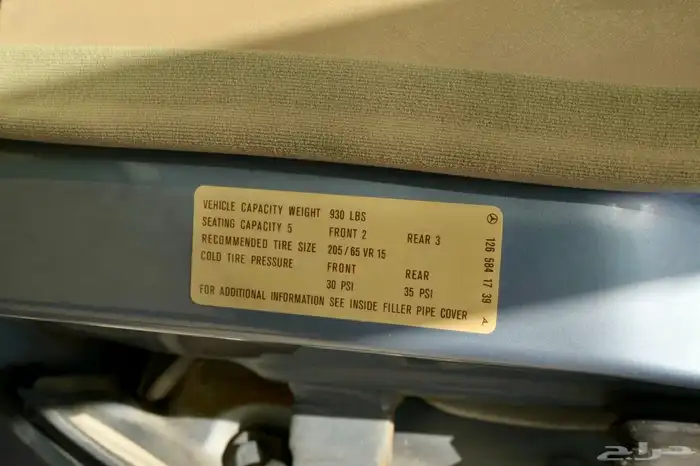 VEHICLE CAPACITY WEIGHT 930 LBS
SEATING CAPACITY 5 FRONT 2 REAR 3
RECOMMENDED TIRE SIZE 205/65 VR 15
COLD TIRE PRESSURE FRONT REAR
30 PSI 35 PSI
FOR ADDITIONAL INFORMATION SEE INSIDE FILLER PIPE COVER
126 584 17 39 A
حراج